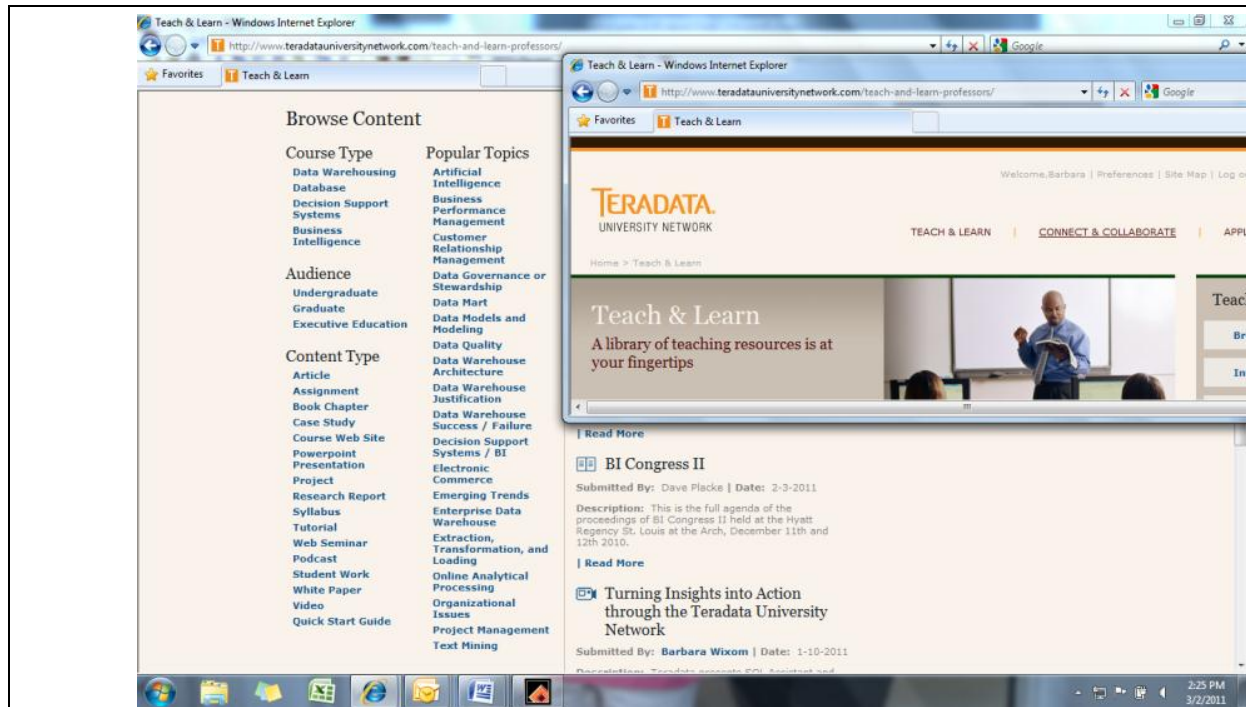 Teach & Learn - Windows Internet Explorer
http://www.teradatauniversitynetwork.com/teach-and-learn-professors/
Google
Favorites
Teach & Learn
Browse Content
Course Type
Data Warehousing
Database
Decision Support
Systems
Business
Intelligence
Audience
Undergraduate
Graduate
Executive Education
Content Type
Article
Assignment
Book Chapter
Case Study
Course Web Site
Powerpoint
Presentation
Project
Research Report
Syllabus
Tutorial
Web Seminar
Podcast
Student Work
White Paper
Video
Quick Start Guide
Popular Topics
Artificial
Intelligence
Business
Performance
Management
Customer
Relationship
Management
Data Governance or
Stewardship
Data Mart
Data Models and
Modeling
Data Quality
Data Warehouse
Architecture
Data Warehouse
Justification
Data Warehouse
Success / Failure
Decision Support
Systems / BI
Electronic
Commerce
Emerging Trends
Enterprise Data
Warehouse
Extraction,
Transformation, and
Loading
Online Analytical
Processing
Organizational
Issues
Project Management
Text Mining
Teach & Learn - Windows Internet Explorer
http://www.teradatauniversitynetwork.com/teach-and-learn-professors/
Google
Favorites
Teach & Learn
Welcome,Barbara | Preferences | Site Map | Log o
TERADATA.
UNIVERSITY NETWORK
TEACH & LEARN | CONNECT & COLLABORATE | APPL
Home > Teach & Learn
Teach & Learn
A library of teaching resources is at
your fingertips
Teac
Br
In
| Read More
BI Congress II
Submitted By: Dave Placke | Date: 2-3-2011
Description: This is the full agenda of the
proceedings of BI Congress II held at the Hyatt
Regency St. Louis at the Arch, December 11th and
12th 2010.
| Read More
Turning Insights into Action
through the Teradata University
Network
Submitted By: Barbara Wixom | Date: 1-10-2011
Description: Teradata presents SQL Assistant and
2:25 PM
3/2/2011